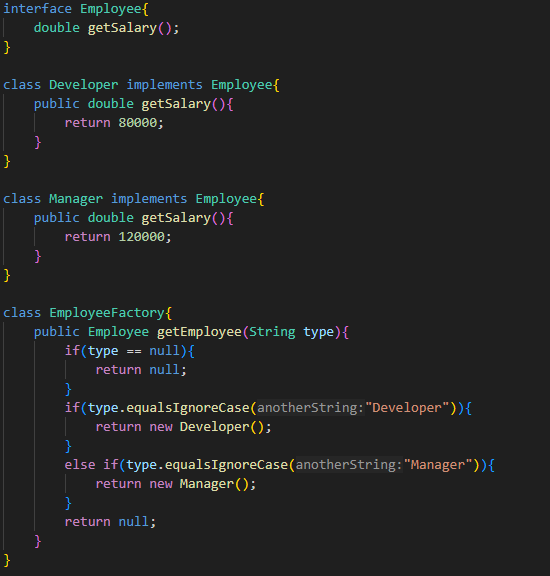 interface Employee{
    double getSalary();
}

class Developer implements Employee{
    public double getSalary(){
        return 80000;
    }
}

class Manager implements Employee{
    public double getSalary(){
        return 120000;
    }
}

class EmployeeFactory{
    public Employee getEmployee(String type){
        if(type == null){
            return null;
        }
        if(type.equalsIgnoreCase(anotherString:"Developer")){
            return new Developer();
        }
        else if(type.equalsIgnoreCase(anotherString:"Manager")){
            return new Manager();
        }
        return null;
    }
}